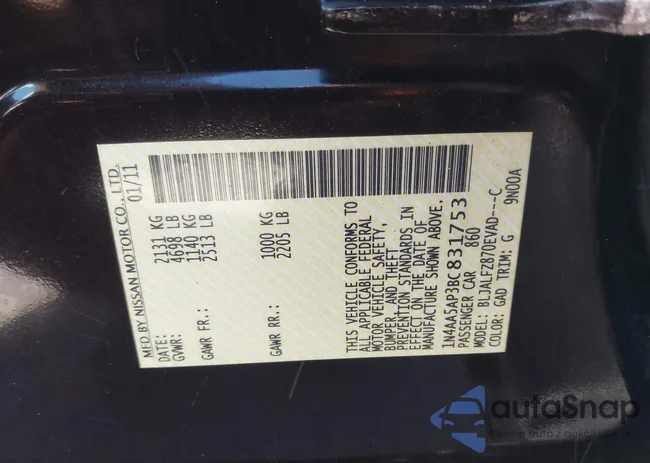 MFD BY NISSAN MOTOR CO., LTD.
DATE: 01/11
GVWR: 2131 KG
4698 LB
GAWR FR.: 1140 KG
2513 LB
GAWR RR.: 1000 KG
2205 LB
THIS VEHICLE CONFORMS TO
ALL APPLICABLE FEDERAL
MOTOR VEHICLE SAFETY,
BUMPER, AND THEFT
PREVENTION STANDARDS IN
EFFECT ON THE DATE OF
MANUFACTURE SHOWN ABOVE.
1N4AA5AP3BC831753
PASSENGER CAR 860
MODEL: BLJALFZ870EVAD---C
COLOR: GAD TRIM: G 9N00A
autoSnap